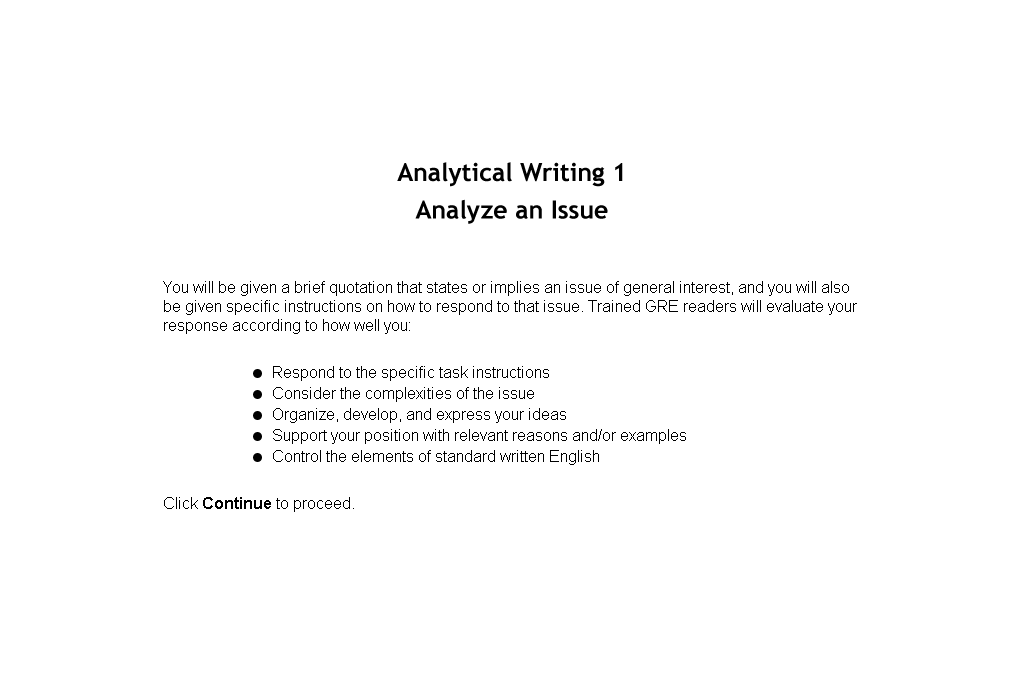 Analytical Writing 1
Analyze an Issue
You will be given a brief quotation that states or implies an issue of general interest, and you will also
be given specific instructions on how to respond to that issue. Trained GRE readers will evaluate your
response according to how well you:
● Respond to the specific task instructions
● Consider the complexities of the issue
● Organize, develop, and express your ideas
● Support your position with relevant reasons and/or examples
● Control the elements of standard written English
Click Continue to proceed.